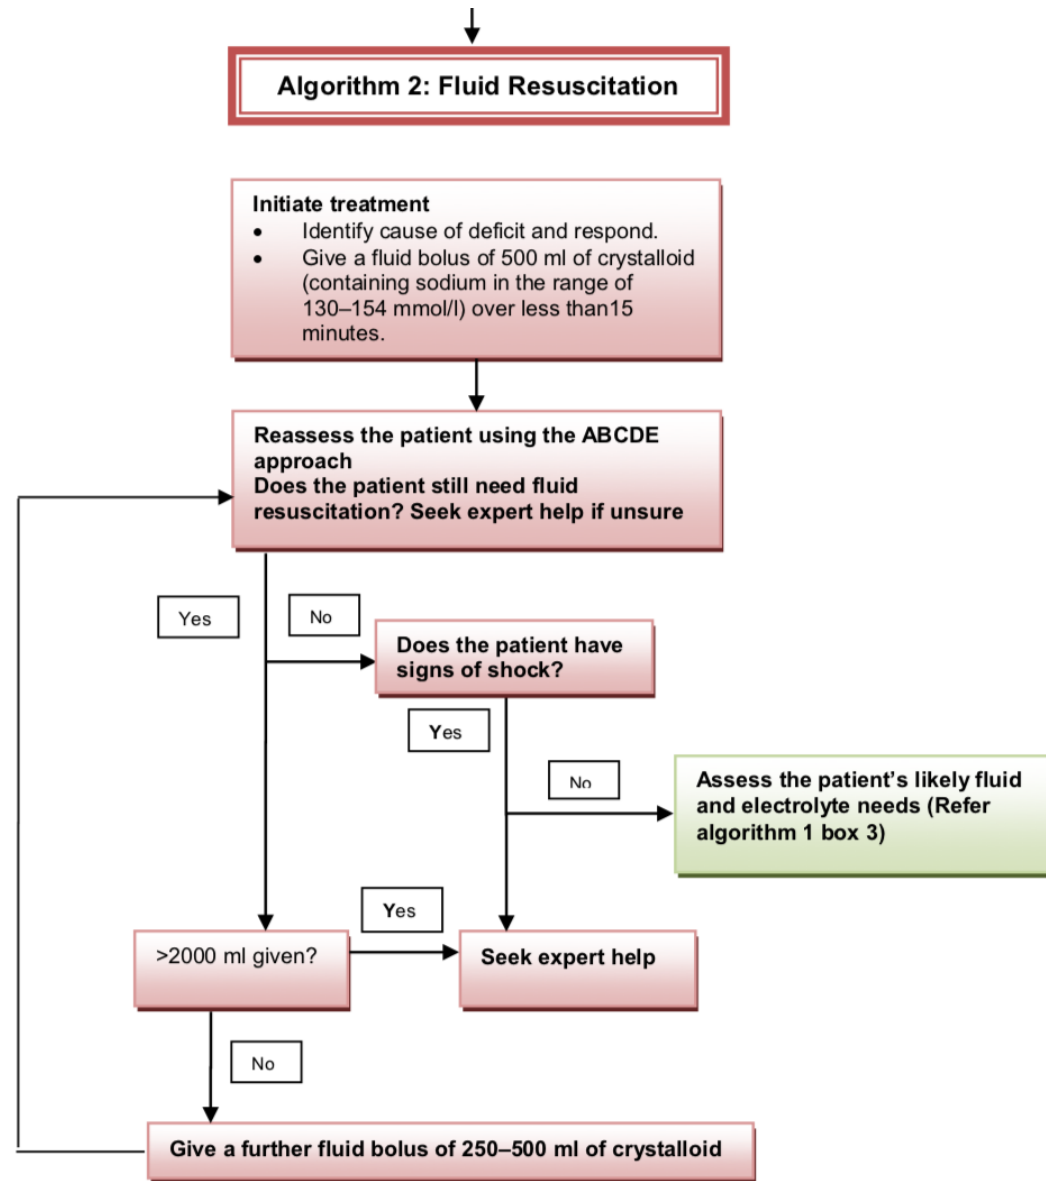 Algorithm 2: Fluid Resuscitation
Initiate treatment
• Identify cause of deficit and respond.
• Give a fluid bolus of 500 ml of crystalloid
(containing sodium in the range of
130–154 mmol/l) over less than15
minutes.
Reassess the patient using the ABCDE
approach
Does the patient still need fluid
resuscitation? Seek expert help if unsure
Yes
No
Does the patient have
signs of shock?
Yes
No
Assess the patient’s likely fluid
and electrolyte needs (Refer
algorithm 1 box 3)
Yes
>2000 ml given?
Seek expert help
No
Give a further fluid bolus of 250–500 ml of crystalloid